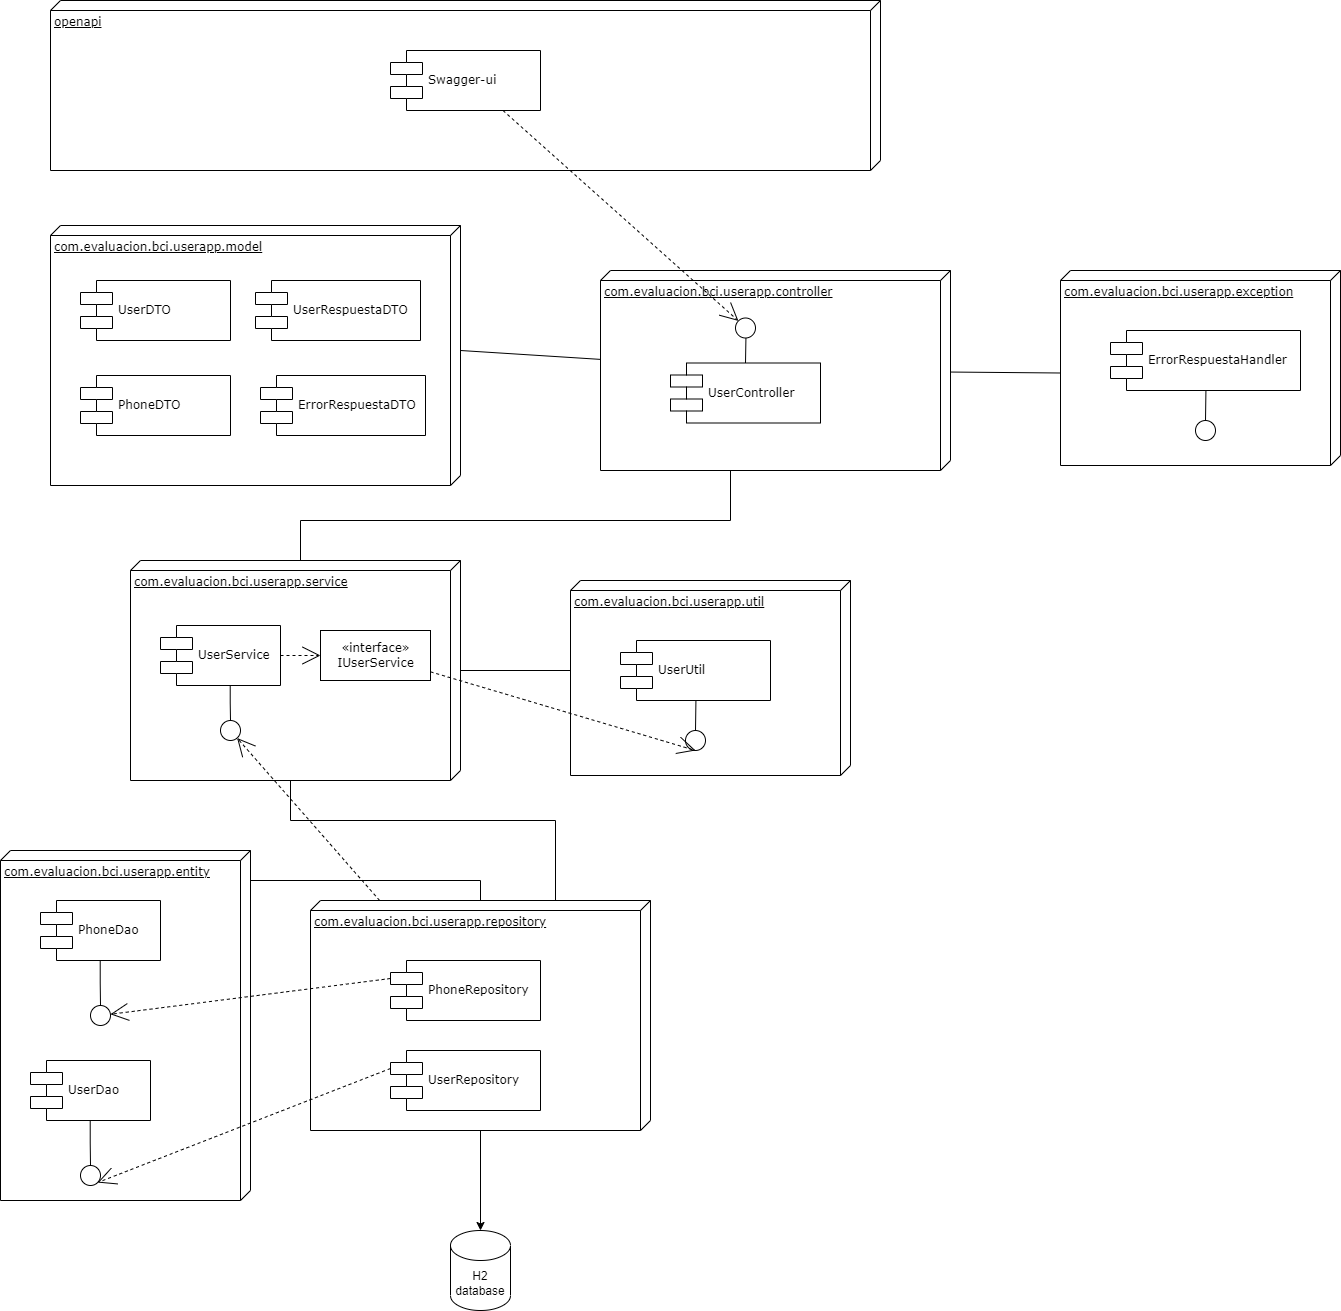 openapi
Swagger-ui
com.evaluacion.bci.userapp.model
UserDTO
UserRespuestaDTO
PhoneDTO
ErrorRespuestaDTO
com.evaluacion.bci.userapp.controller
UserController
com.evaluacion.bci.userapp.exception
ErrorRespuestaHandler
com.evaluacion.bci.userapp.service
UserService
«interface»
IUserService
com.evaluacion.bci.userapp.util
UserUtil
com.evaluacion.bci.userapp.entity
PhoneDao
UserDao
com.evaluacion.bci.userapp.repository
PhoneRepository
UserRepository
H2
database